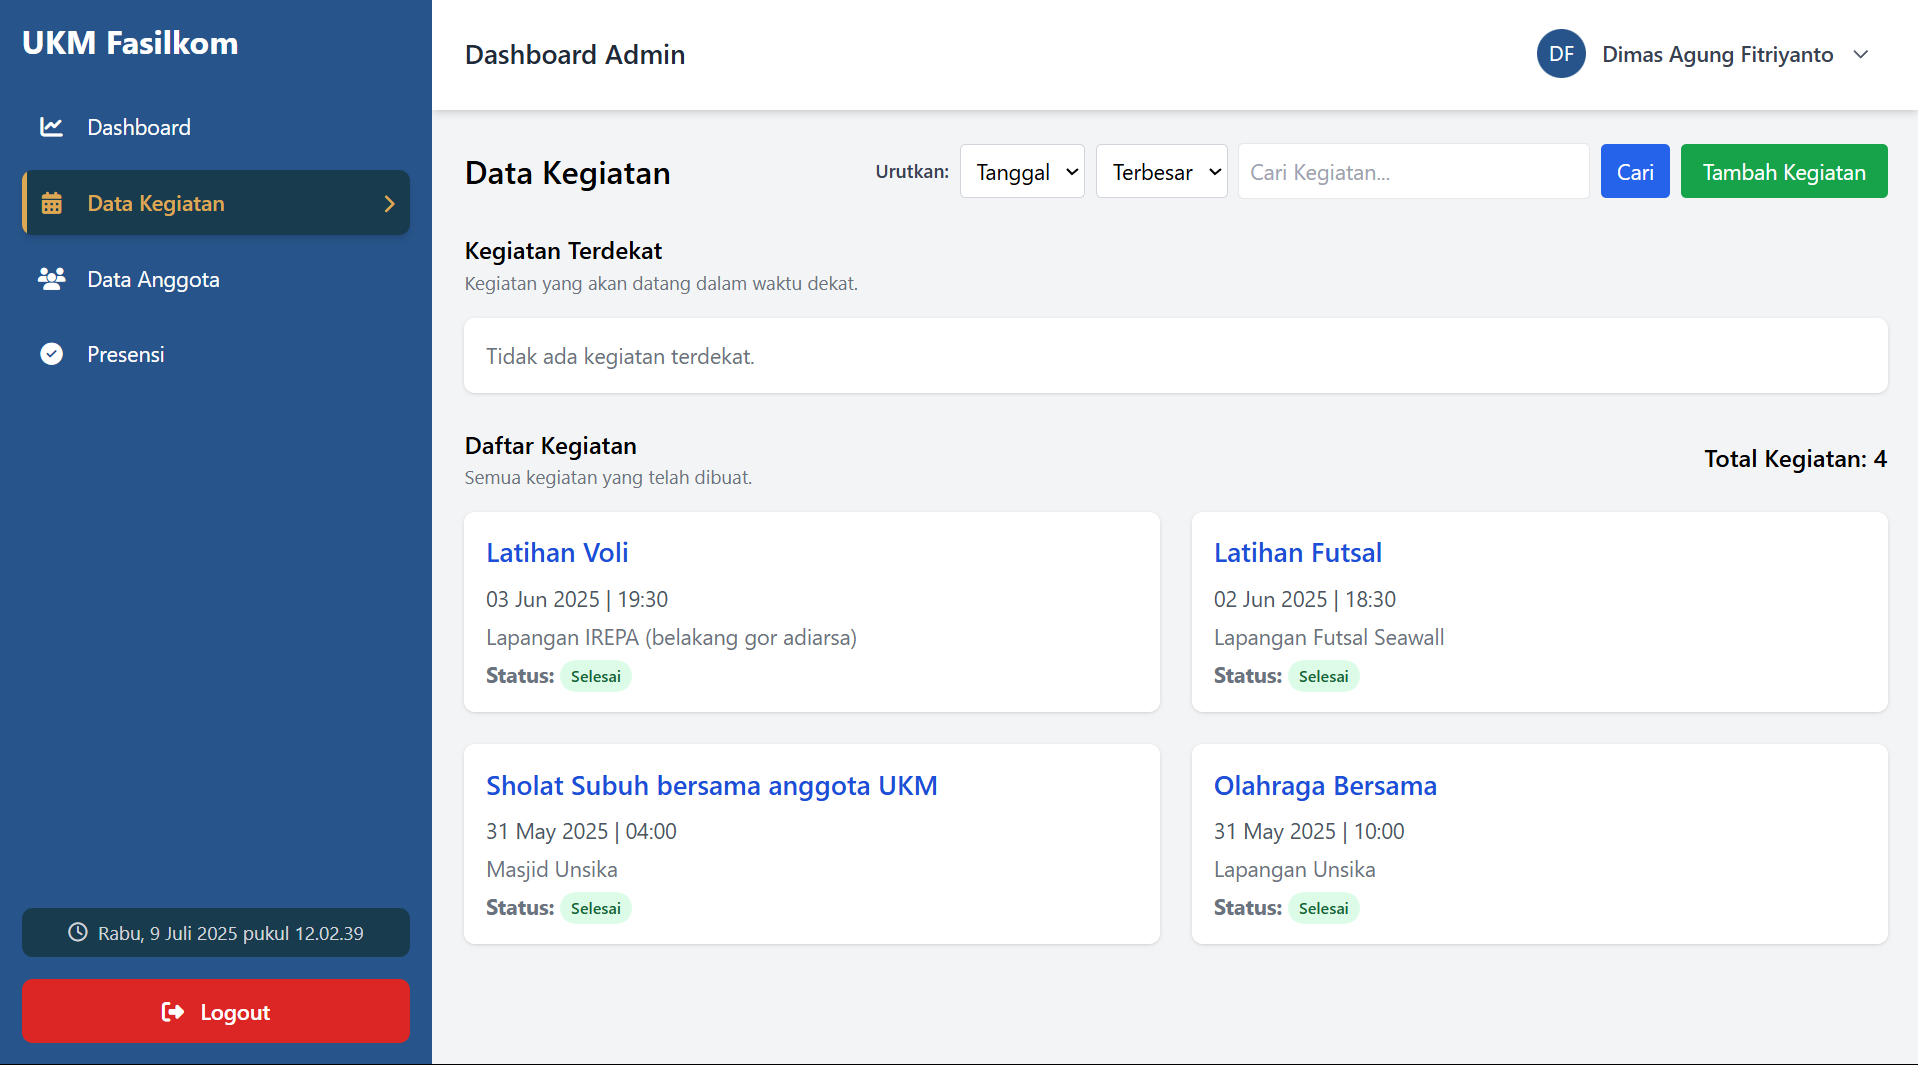 UKM Fasilkom
Dashboard
Data Kegiatan
Data Anggota
Presensi
Rabu, 9 Juli 2025 pukul 12.02.39
Logout
Dashboard Admin
DF Dimas Agung Fitriyanto
Data Kegiatan
Urutkan: Tanggal Terbesar Cari Kegiatan... Cari Tambah Kegiatan
Kegiatan Terdekat
Kegiatan yang akan datang dalam waktu dekat.
Tidak ada kegiatan terdekat.
Daftar Kegiatan
Semua kegiatan yang telah dibuat.
Total Kegiatan: 4
Latihan Voli
03 Jun 2025 | 19:30
Lapangan IREPA (belakang gor adiarsa)
Status: Selesai
Latihan Futsal
02 Jun 2025 | 18:30
Lapangan Futsal Seawall
Status: Selesai
Sholat Subuh bersama anggota UKM
31 May 2025 | 04:00
Masjid Unsika
Status: Selesai
Olahraga Bersama
31 May 2025 | 10:00
Lapangan Unsika
Status: Selesai